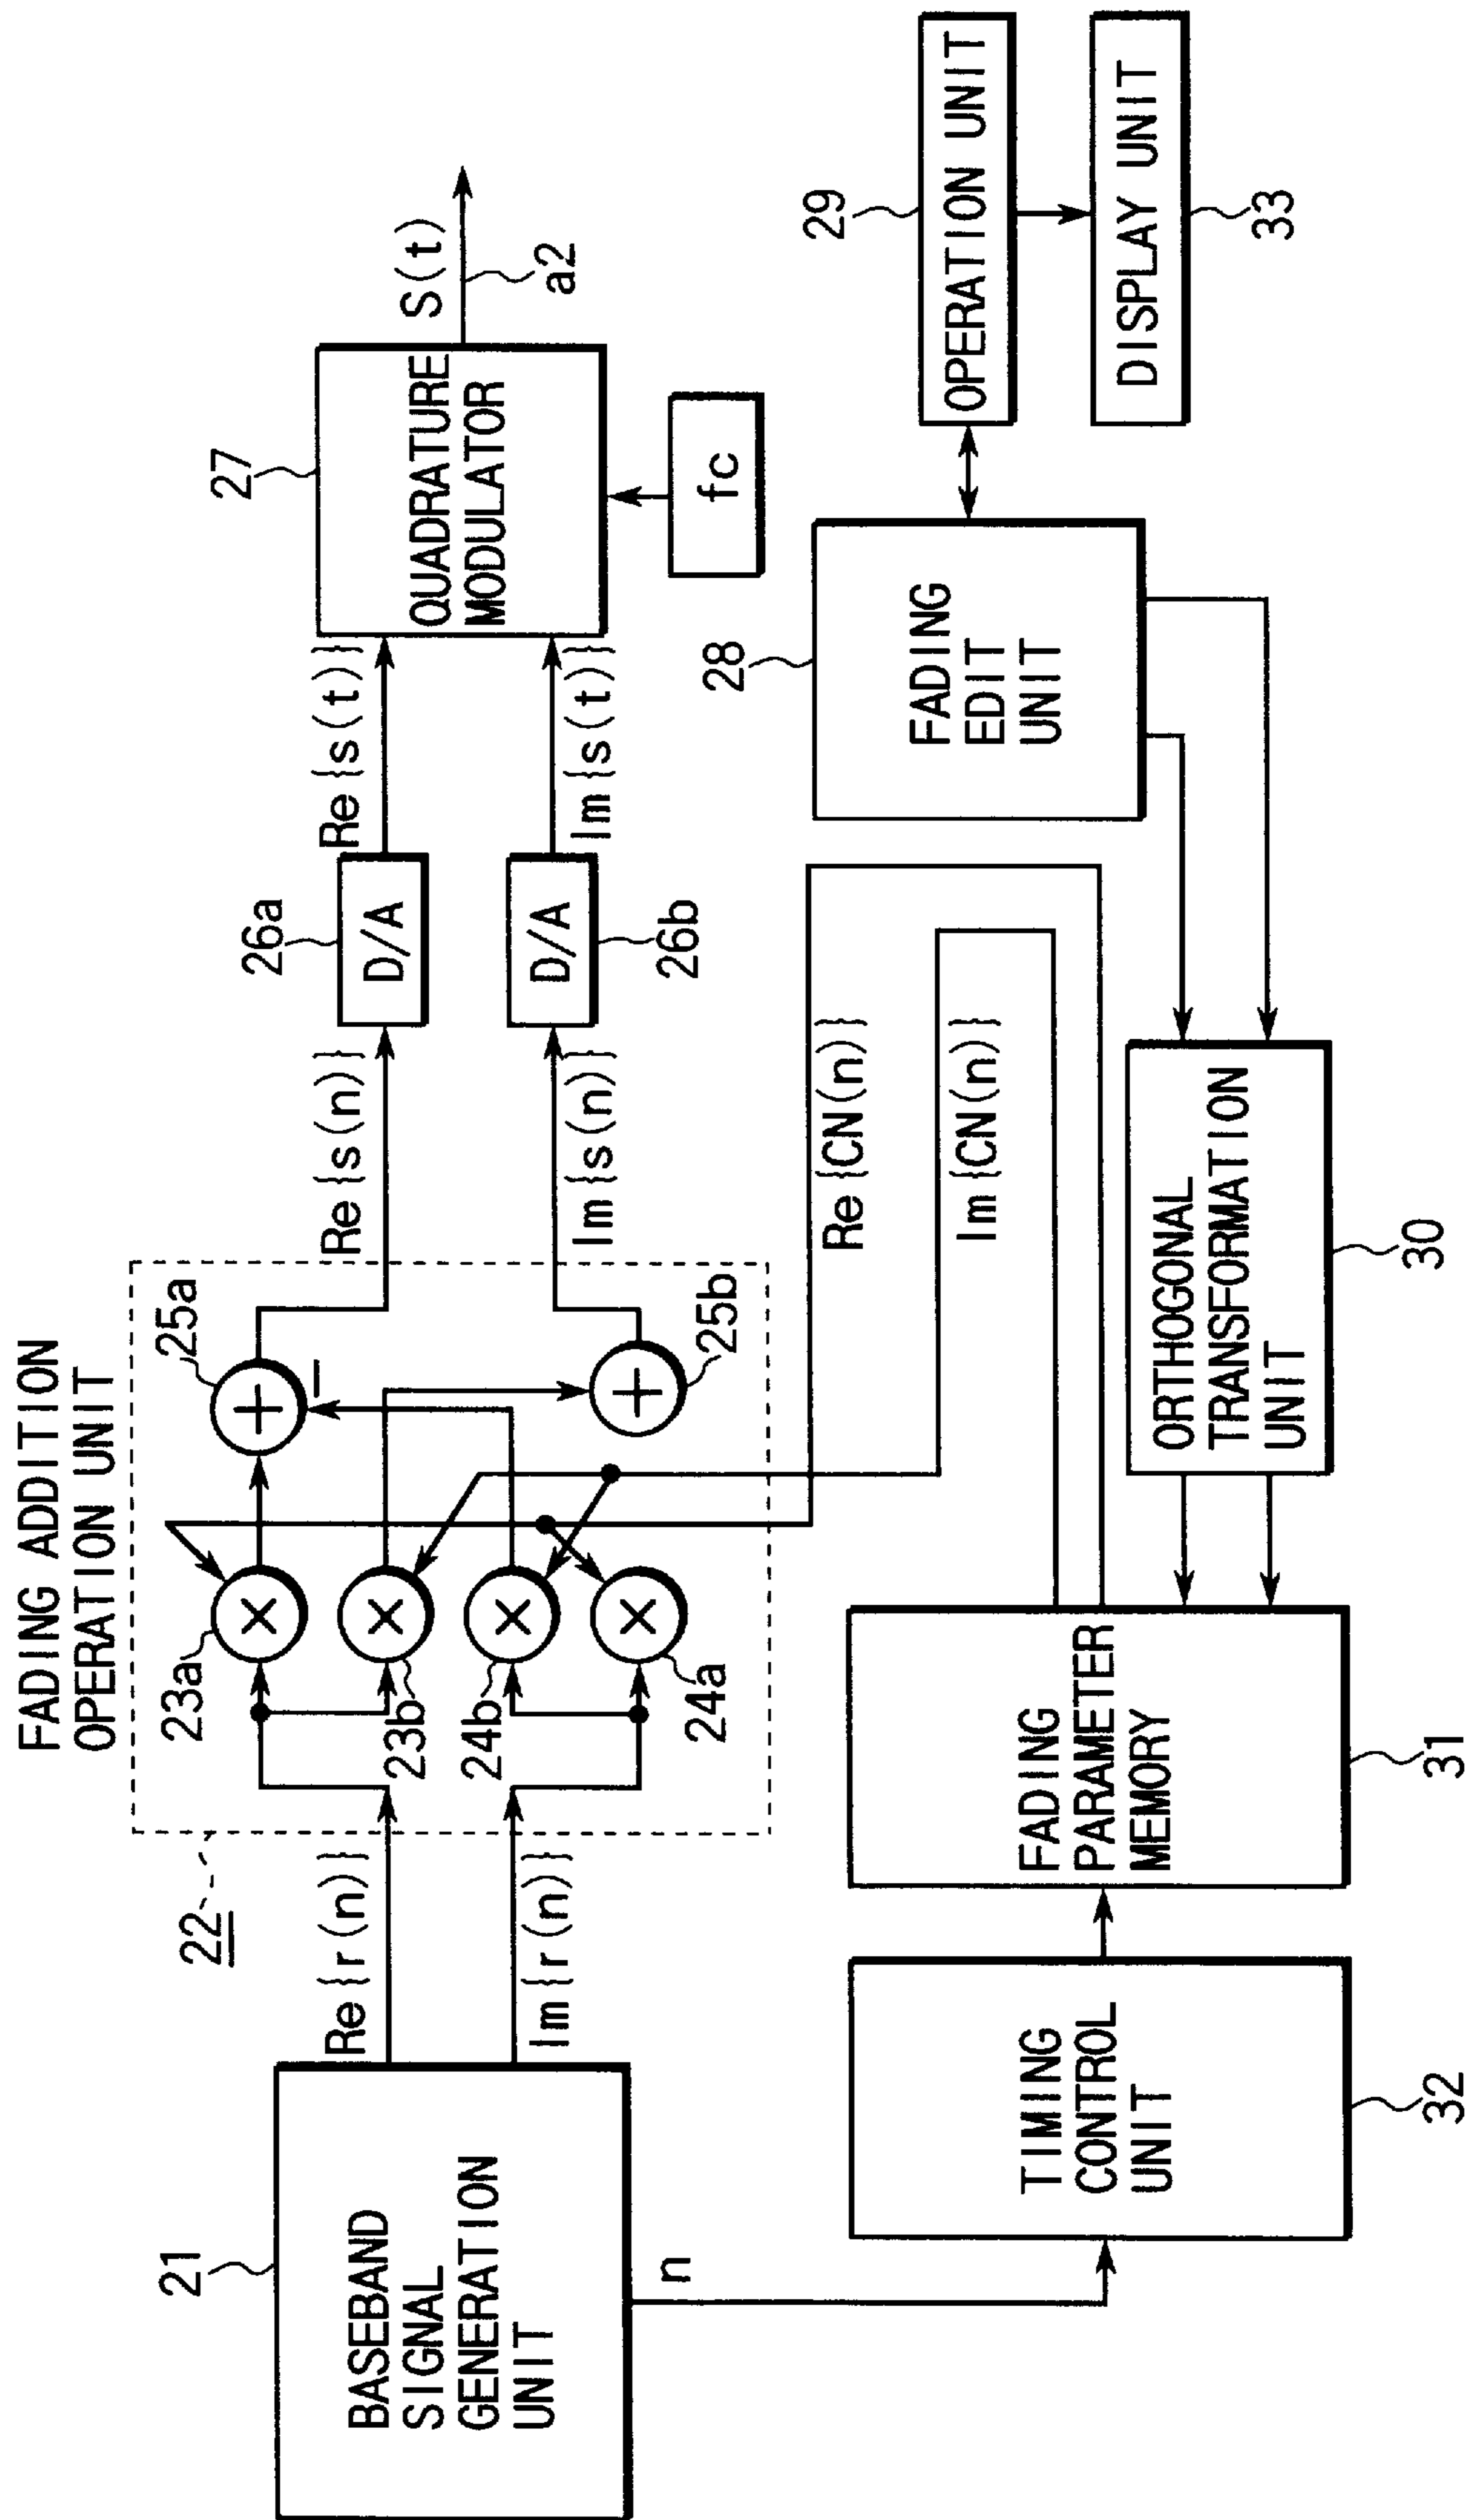 FADING ADDITION
OPERATION UNIT
22
21
BASEBAND
SIGNAL
GENERATION
UNIT
Re{r(n)}
Im{r(n)}
n
23a
23b
24b
24a
×
×
×
×
25a
+
−
+
25b
Re{s(n)}
Im{s(n)}
26a
D/A
D/A
26b
Re{s(t)}
Im{s(t)}
27
QUADRATURE
MODULATOR
S(t)
a2
fc
Re{CN(n)}
Im{CN(n)}
TIMING
CONTROL
UNIT
32
FADING
PARAMETER
MEMORY
31
ORTHOGONAL
TRANSFORMATION
UNIT
30
28
FADING
EDIT
UNIT
29
OPERATION UNIT
DISPLAY UNIT
33